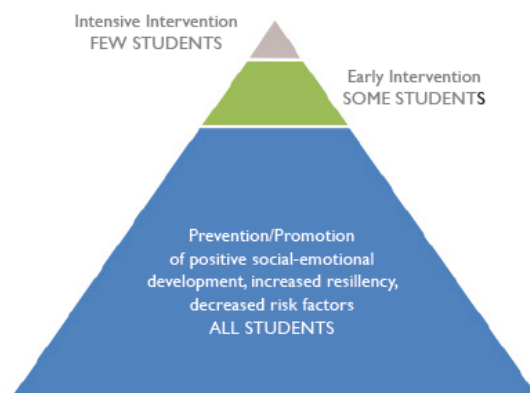 Intensive Intervention
FEW STUDENTS
Early Intervention
SOME STUDENTS
Prevention/Promotion
of positive social-emotional
development, increased resillency,
decreased risk factors
ALL STUDENTS